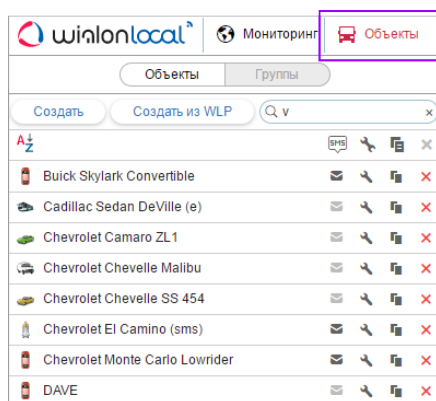 wialonlocal Мониторинг Объекты
Объекты Группы
Создать Создать из WLP v
A Z SMS
Buick Skylark Convertible
Cadillac Sedan DeVille (e)
Chevrolet Camaro ZL1
Chevrolet Chevelle Malibu
Chevrolet Chevelle SS 454
Chevrolet El Camino (sms)
Chevrolet Monte Carlo Lowrider
DAVE